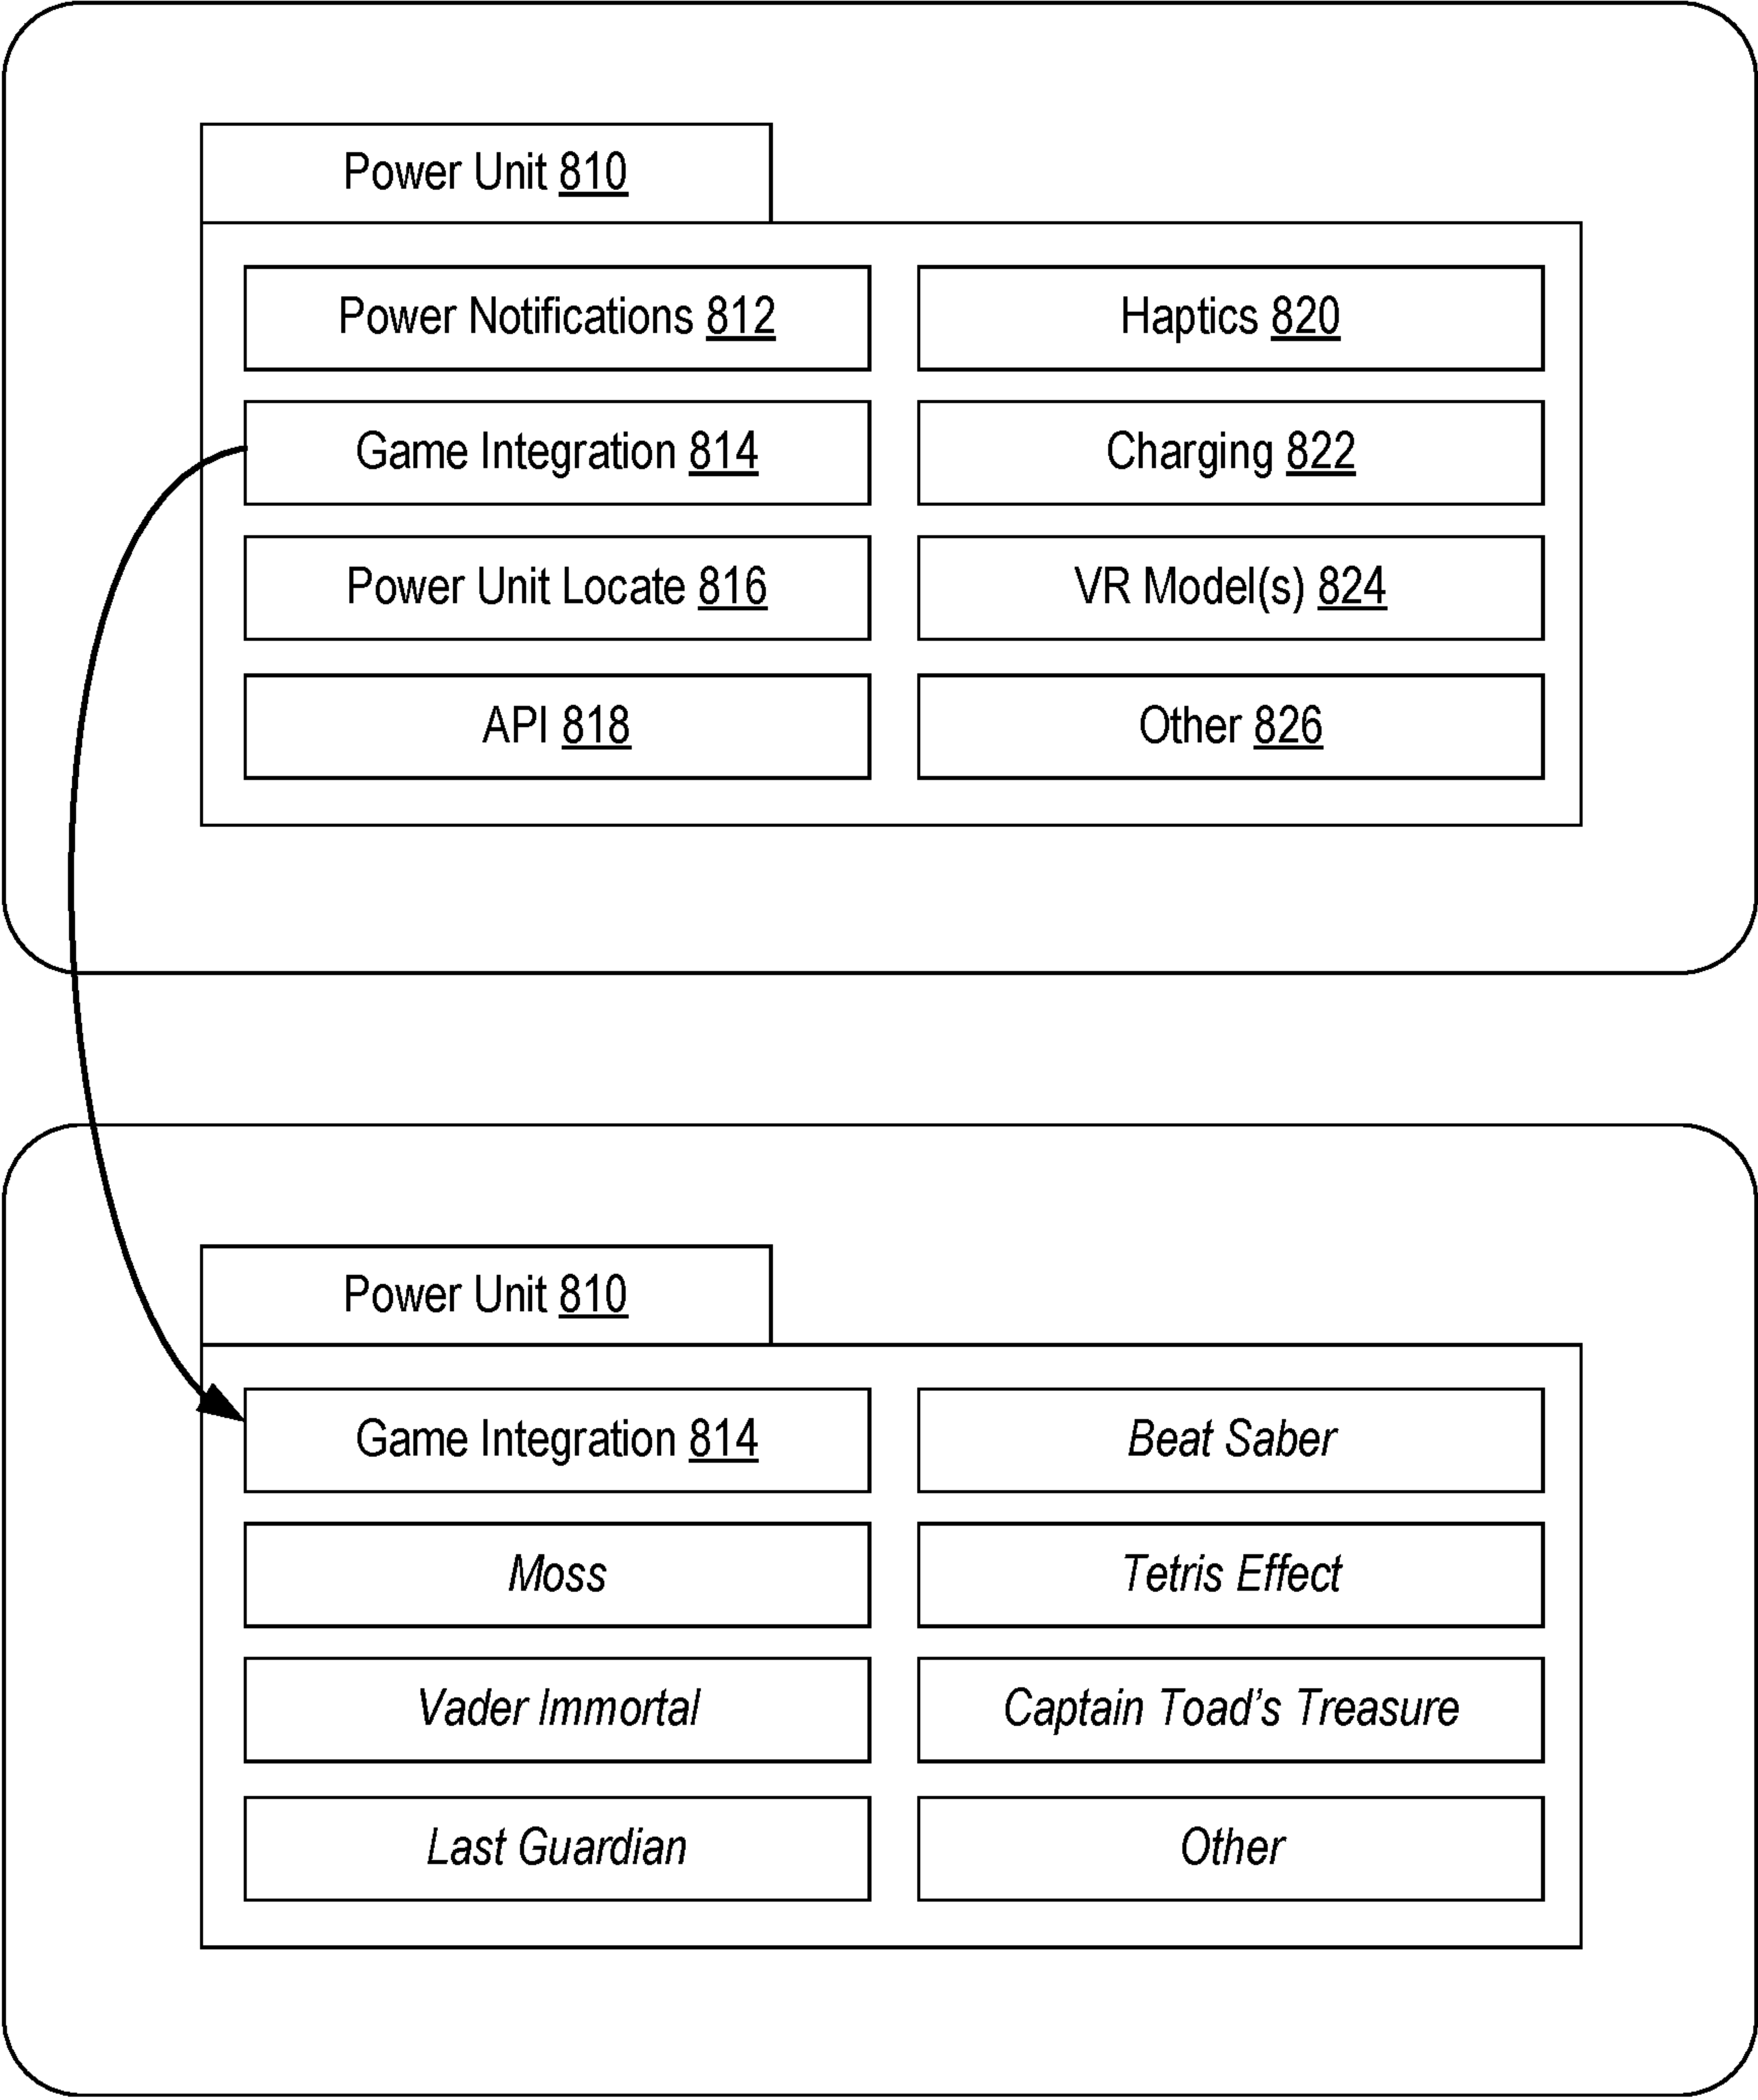 Power Unit 810
Power Notifications 812
Haptics 820
Game Integration 814
Charging 822
Power Unit Locate 816
VR Model(s) 824
API 818
Other 826
Power Unit 810
Game Integration 814
Beat Saber
Moss
Tetris Effect
Vader Immortal
Captain Toad’s Treasure
Last Guardian
Other